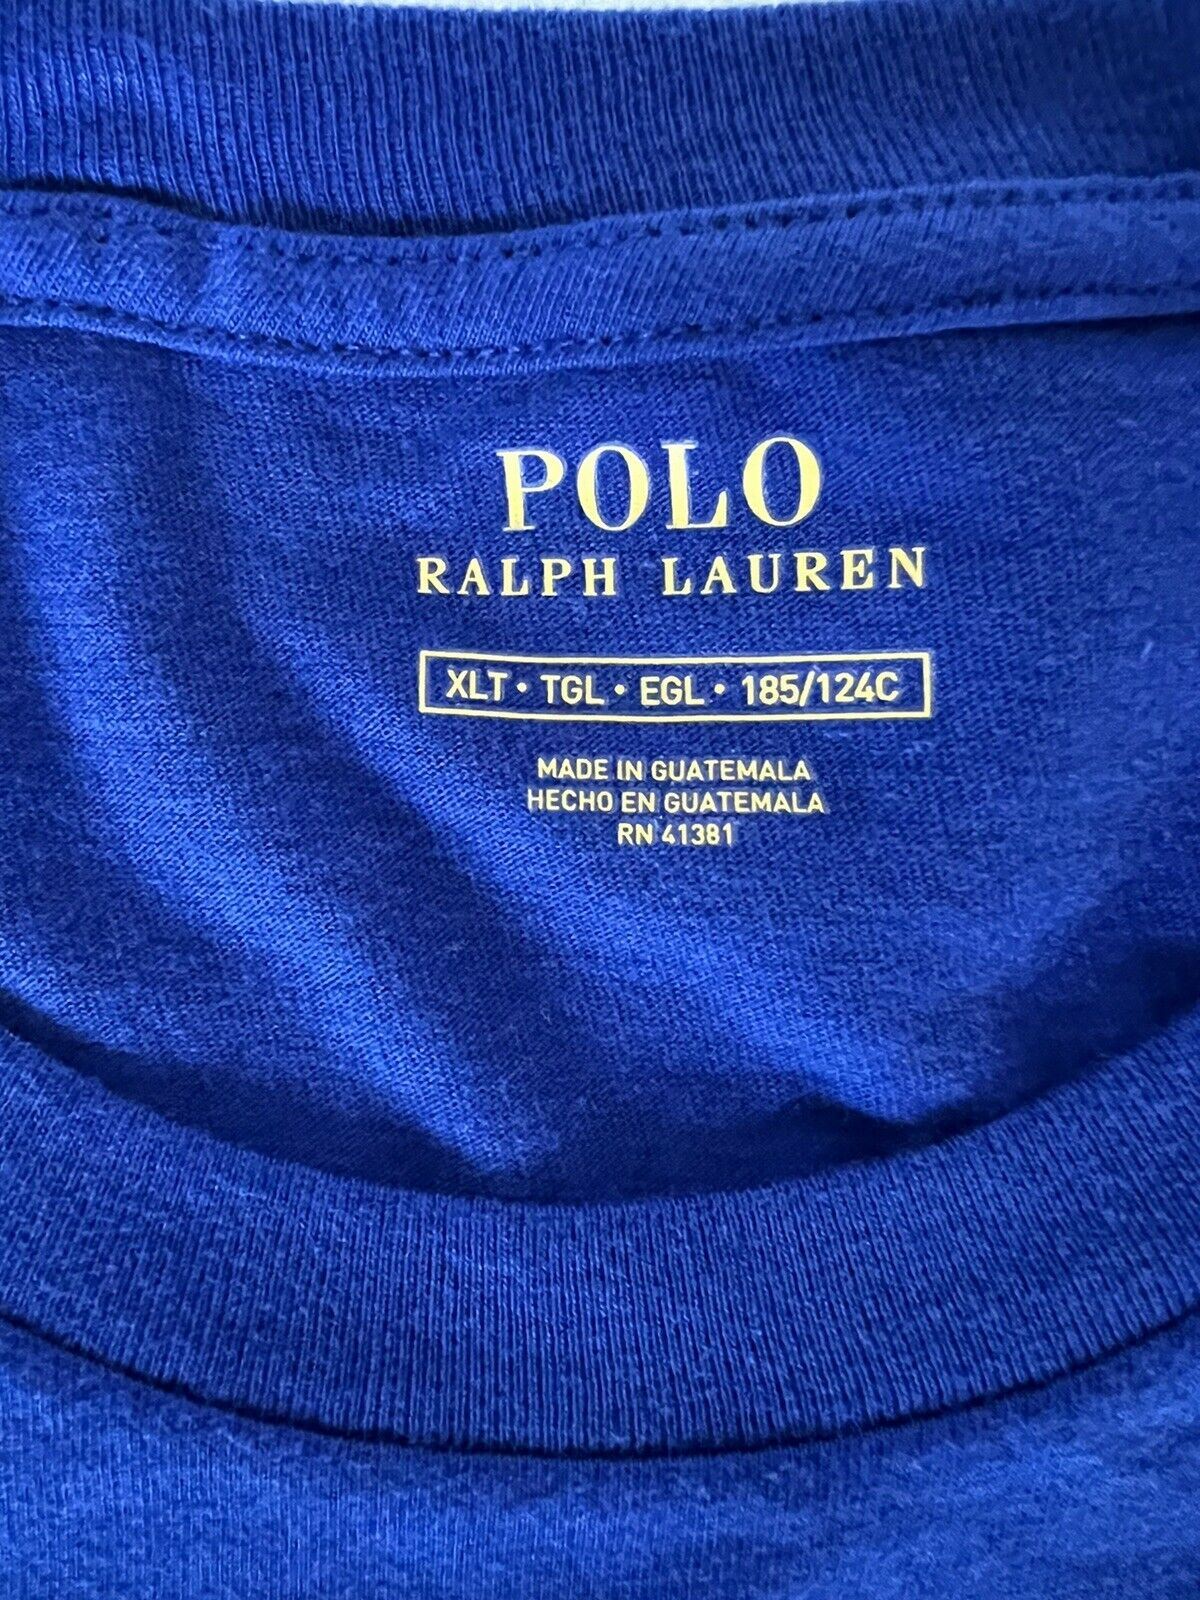 POLO
RALPH LAUREN
XLT • TGL • EGL • 185/124C
MADE IN GUATEMALA
HECHO EN GUATEMALA
RN 41381